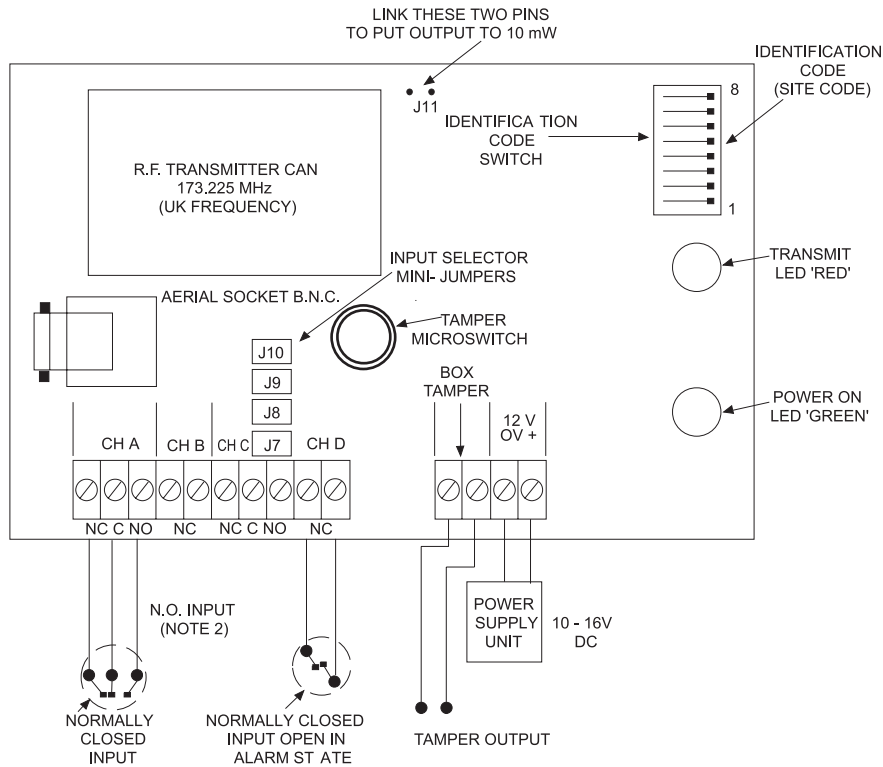 LINK THESE TWO PINS
TO PUT OUTPUT TO 10 mW
IDENTIFICATION
CODE
(SITE CODE)
J11
8
IDENTIFICA TION
CODE
SWITCH
1
R.F. TRANSMITTER CAN
173.225 MHz
(UK FREQUENCY)
INPUT SELECTOR
MINI- JUMPERS
TRANSMIT
LED 'RED'
AERIAL SOCKET B.N.C.
TAMPER
MICROSWITCH
J10
J9
J8
J7
BOX
TAMPER
12 V
OV +
POWER ON
LED 'GREEN'
CH A
CH B
CH C
CH D
NC C NO
NC
NC C NO
NC
N.O. INPUT
(NOTE 2)
POWER
SUPPLY
UNIT
10 - 16V
DC
NORMALLY
CLOSED
INPUT
NORMALLY CLOSED
INPUT OPEN IN
ALARM ST ATE
TAMPER OUTPUT